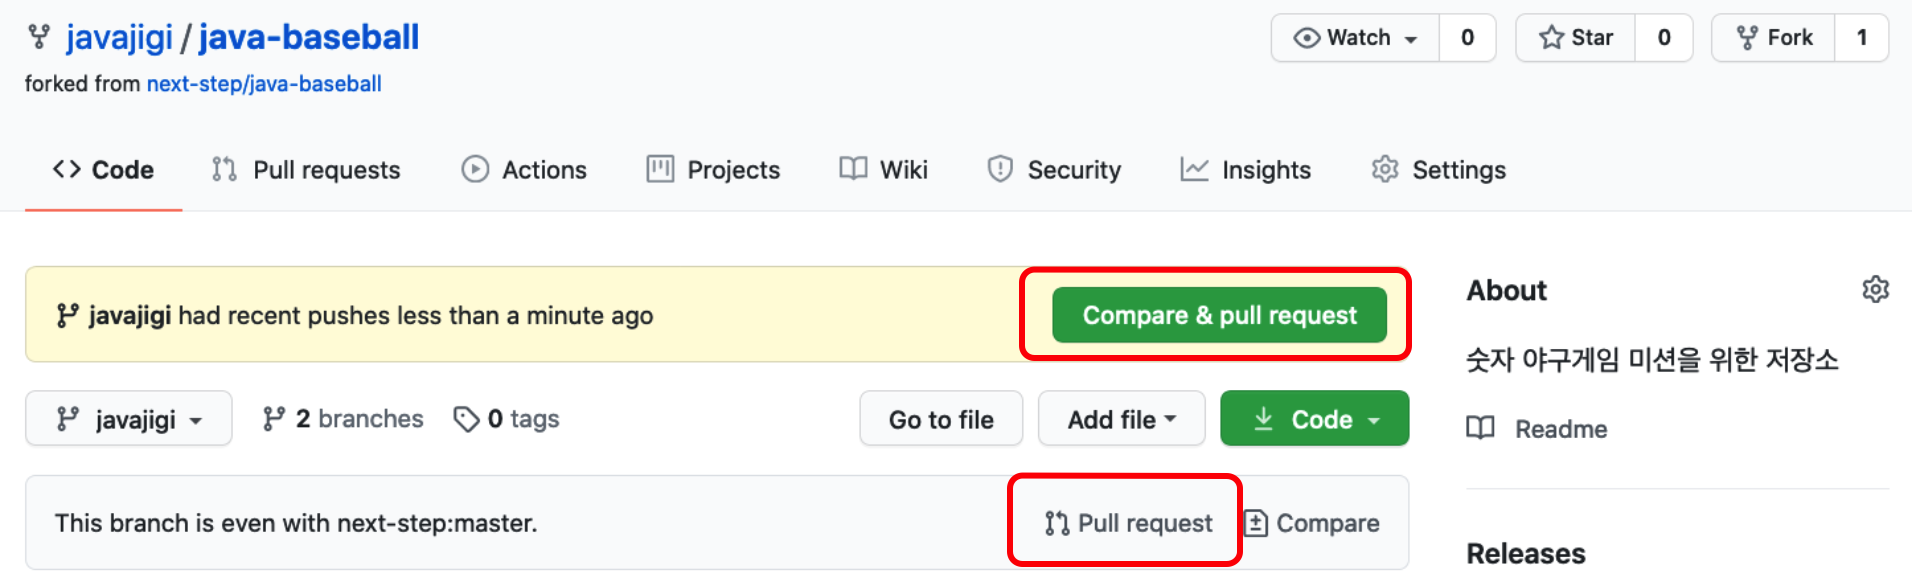 javajigi / java-baseball
Watch 0 Star 0 Fork 1
forked from next-step/java-baseball
Code Pull requests Actions Projects Wiki Security Insights Settings
javajigi had recent pushes less than a minute ago
Compare & pull request
javajigi 2 branches 0 tags
Go to file Add file Code
This branch is even with next-step:master.
Pull request Compare
About
숫자 야구게임 미션을 위한 저장소
Readme
Releases